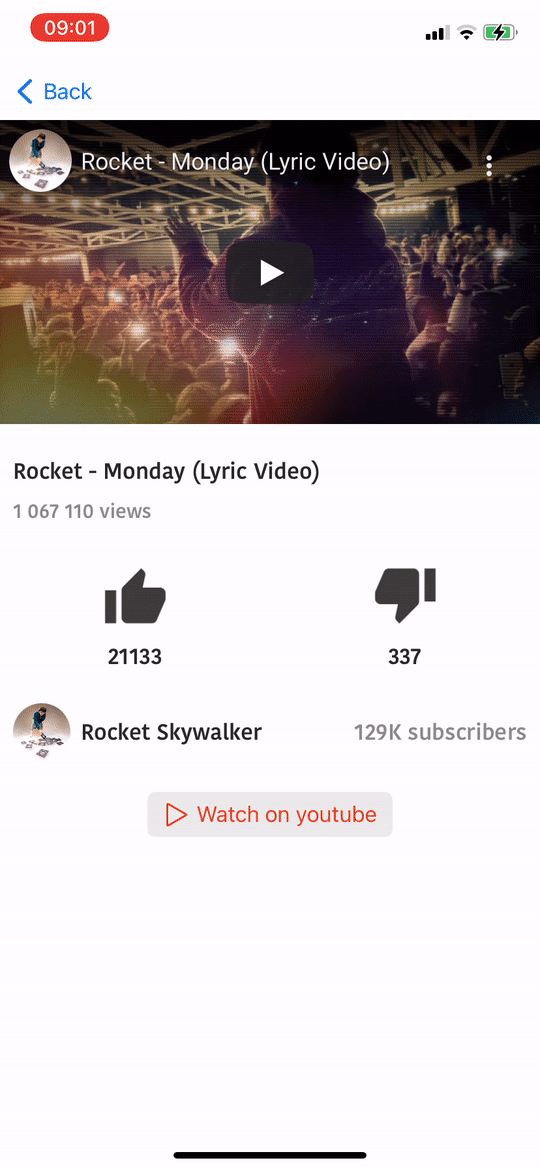 09:01
Back
Rocket - Monday (Lyric Video)
Rocket - Monday (Lyric Video)
1 067 110 views
21133
337
Rocket Skywalker
129K subscribers
Watch on youtube